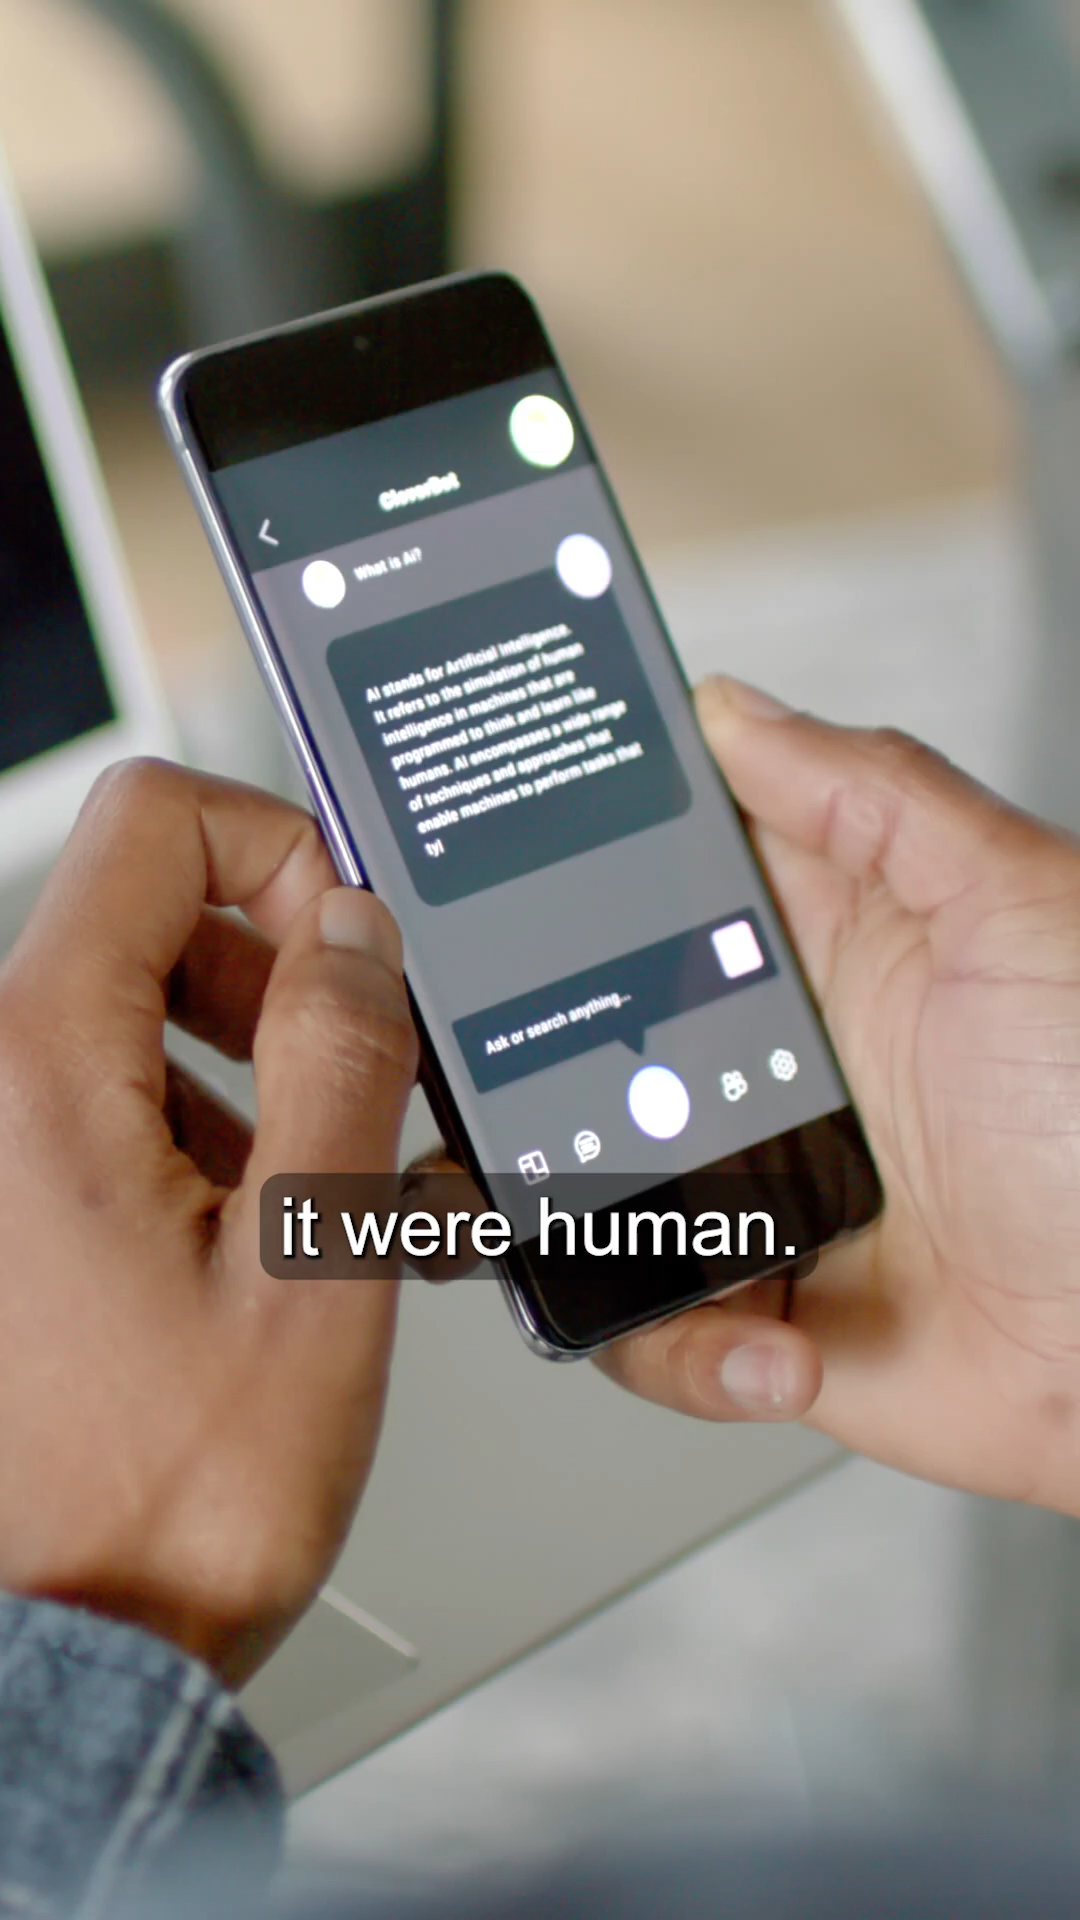 CloverBot
What is AI?
AI stands for Artificial Intelligence.
It refers to the simulation of human
intelligence in machines that are
programmed to think and learn like
humans. AI encompasses a wide range
of techniques and approaches that
enable machines to perform tasks that
tyl
Ask or search anything...
it were human.